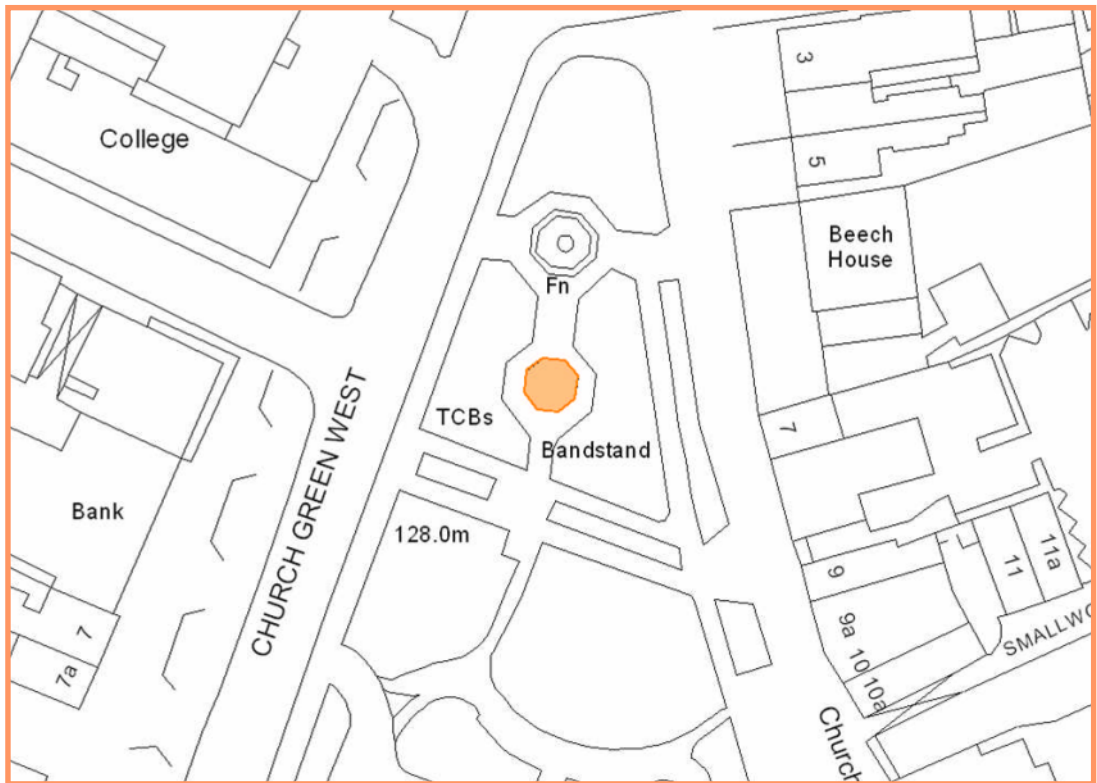 3
College
5
Beech
House
Fn
CHURCH GREEN WEST
TCBs
7
Bandstand
Bank
128.0m
11a
11
9
7
9a
10
SMALLWO
7a
10a
Church